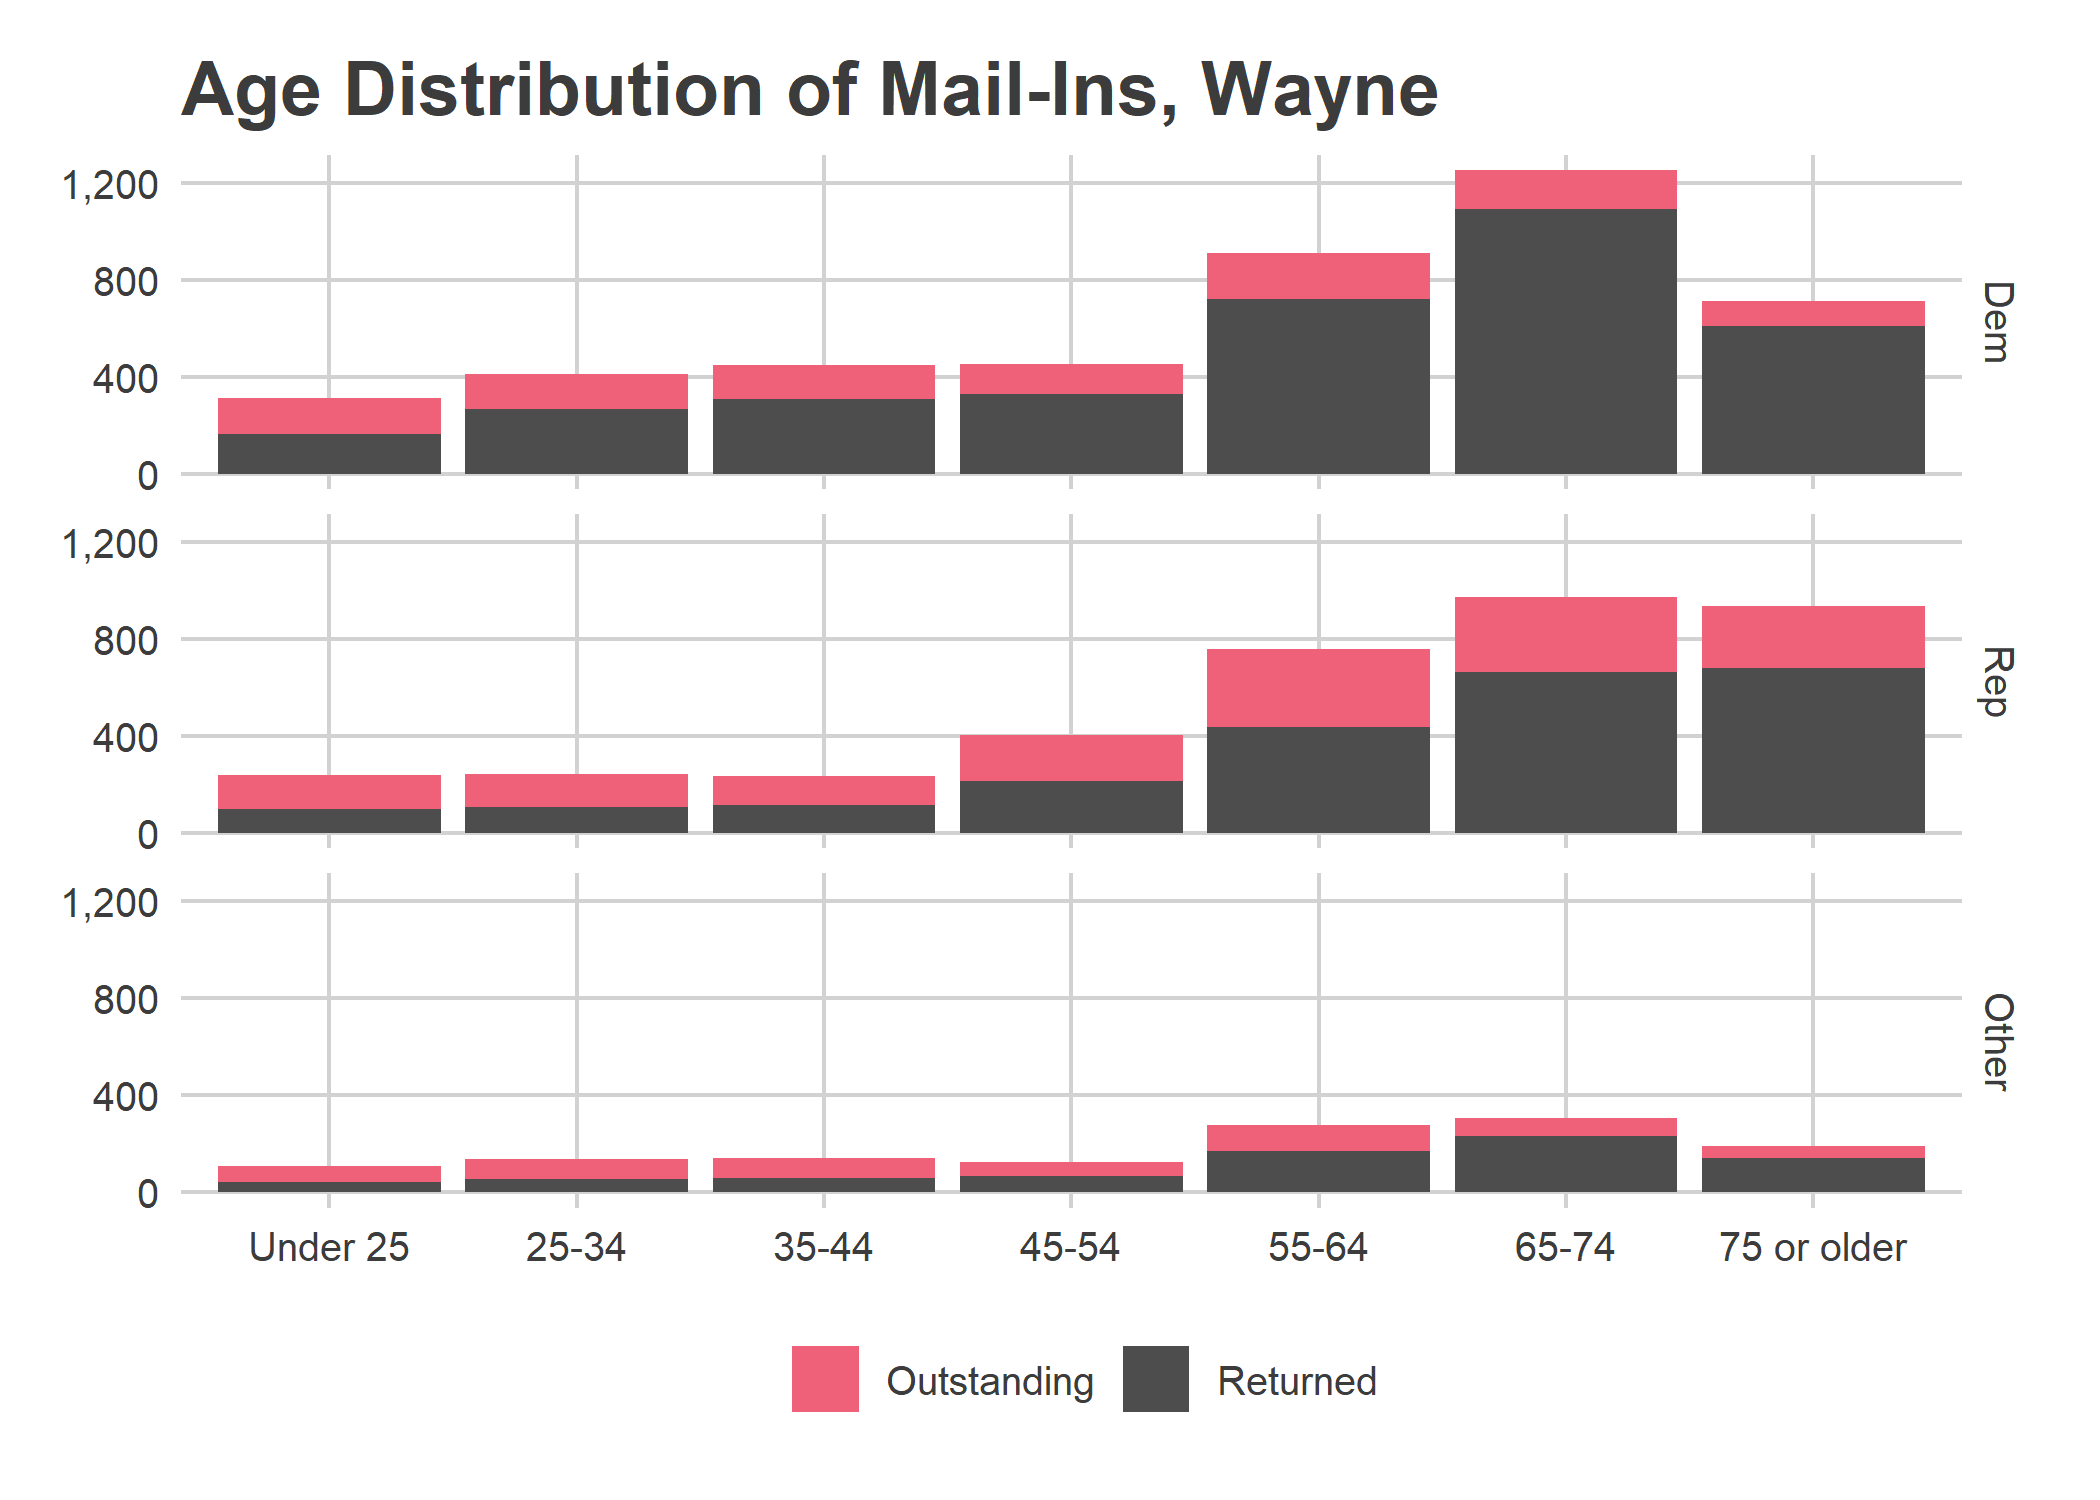 Age Distribution of Mail-Ins, Wayne
1,200
800
400
0
Dem
1,200
800
400
0
Rep
1,200
800
400
0
Other
Under 25
25-34
35-44
45-54
55-64
65-74
75 or older
Outstanding
Returned